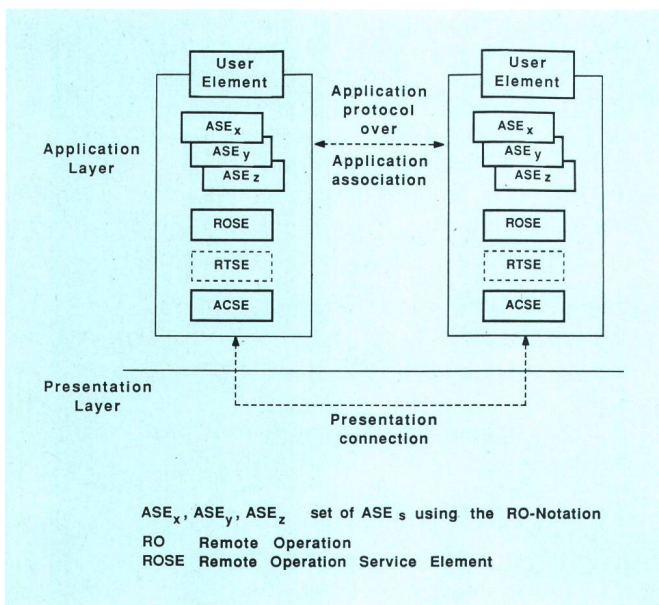 User
Element
User
Element
Application
protocol
over
Application
association
Application
Layer
ASEx
ASEy
ASEz
ROSE
RTSE
ACSE
ASEx
ASEy
ASEz
ROSE
RTSE
ACSE
Presentation
Layer
Presentation
connection
ASEx, ASEy, ASEz set of ASEs using the RO-Notation
RO Remote Operation
ROSE Remote Operation Service Element